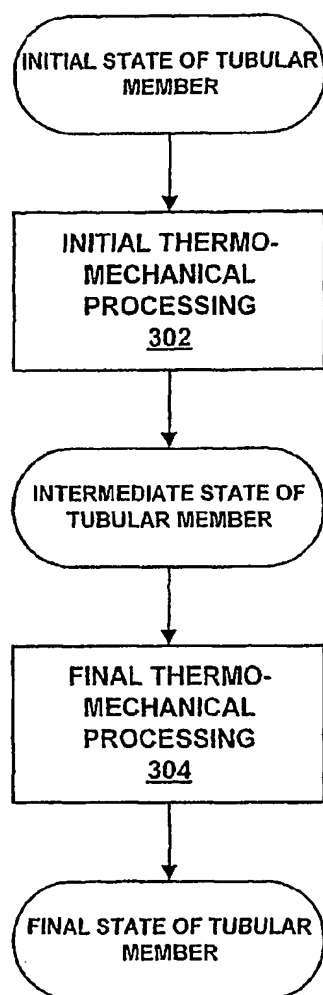 INITIAL STATE OF TUBULAR
MEMBER
INITIAL THERMO-
MECHANICAL
PROCESSING
302
INTERMEDIATE STATE OF
TUBULAR MEMBER
FINAL THERMO-
MECHANICAL
PROCESSING
304
FINAL STATE OF TUBULAR
MEMBER